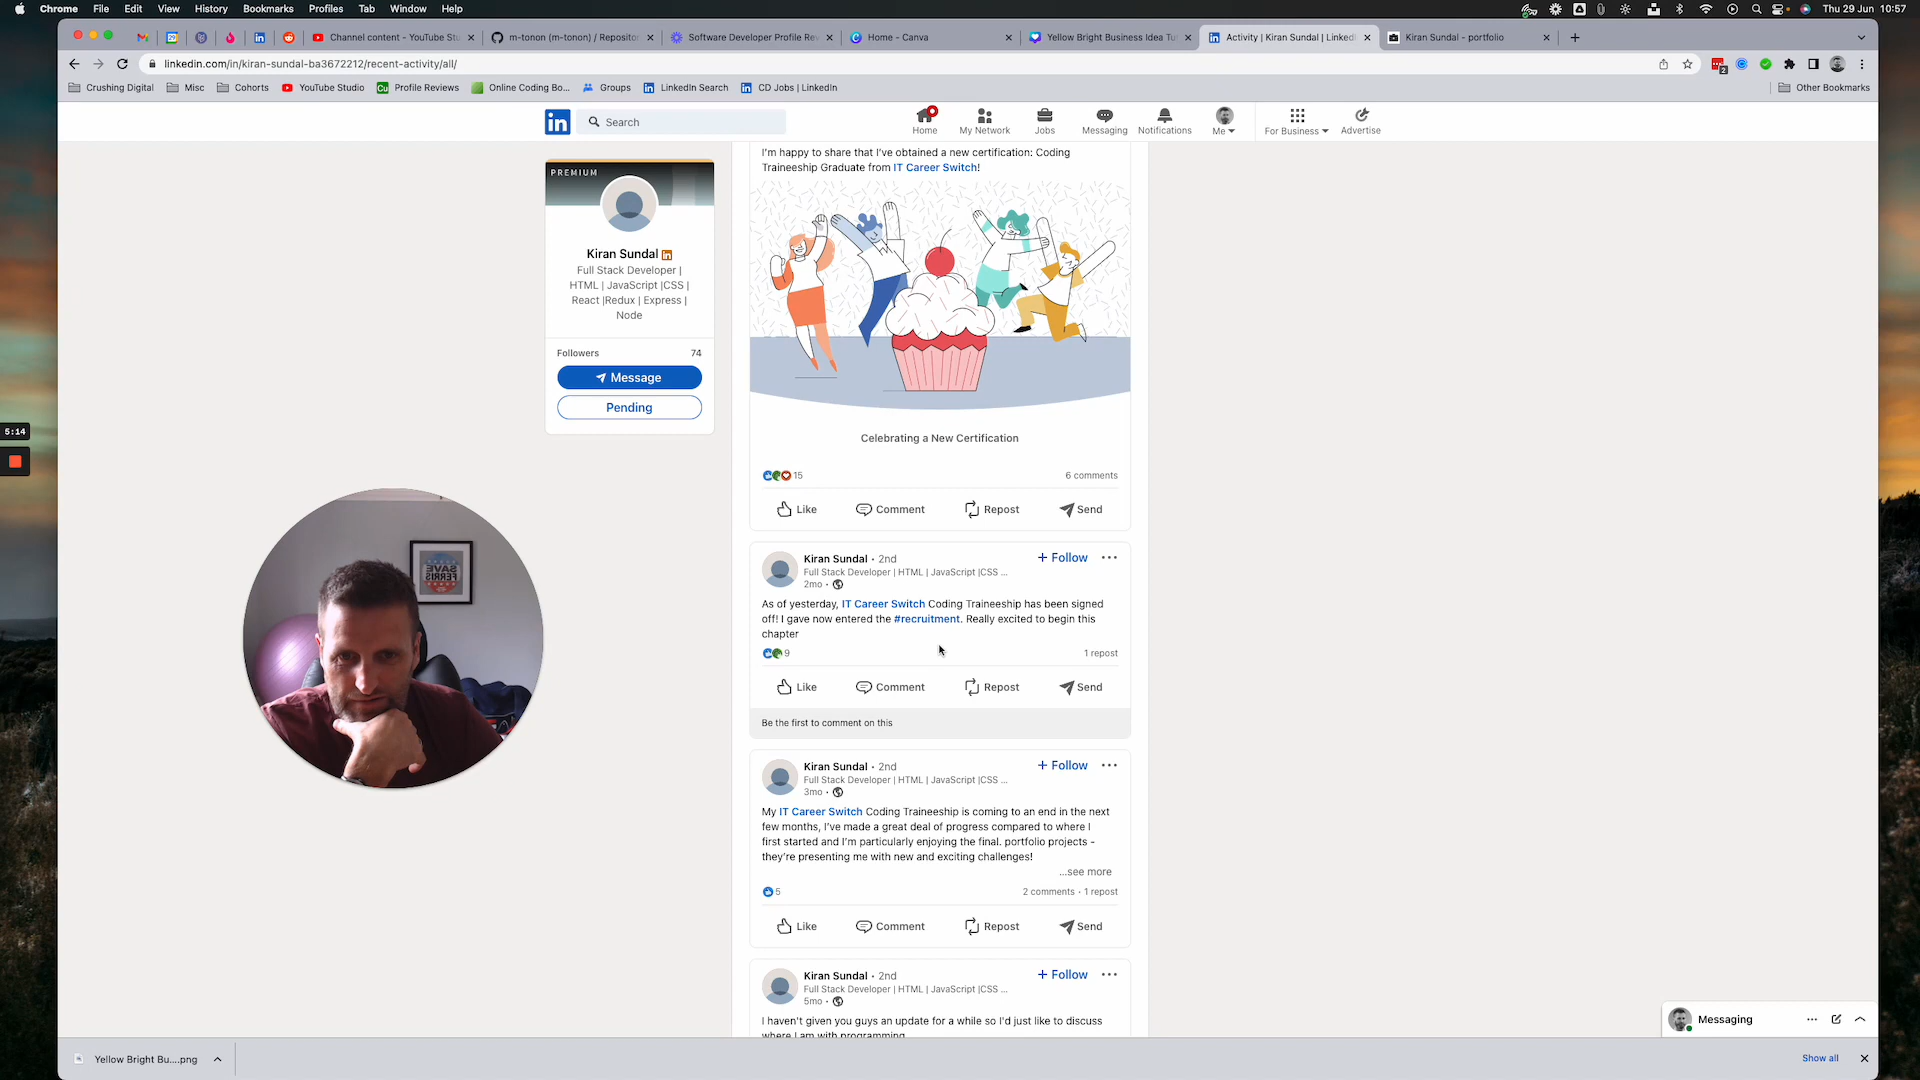 Chrome File Edit View History Bookmarks Profiles Tab Window Help
Thu 29 Jun 10:57
Channel content - YouTube Stu
m-tonon (m-tonon) / Repositor
Software Developer Profile Rev
Home - Canva
Yellow Bright Business Idea Tu
Activity | Kiran Sundal | Linked
Kiran Sundal - portfolio
linkedin.com/in/kiran-sundal-ba3672212/recent-activity/all/
Crushing Digital Misc Cohorts YouTube Studio Profile Reviews Online Coding Bo... Groups LinkedIn Search CD Jobs | LinkedIn Other Bookmarks
in Search Home My Network Jobs Messaging Notifications Me For Business Advertise
PREMIUM
Kiran Sundal
Full Stack Developer |
HTML | JavaScript |CSS |
React |Redux | Express |
Node
Followers 74
Message
Pending
5:14
I'm happy to share that I've obtained a new certification: Coding
Traineeship Graduate from IT Career Switch!
Celebrating a New Certification
15 6 comments
Like Comment Repost Send
Kiran Sundal • 2nd + Follow
Full Stack Developer | HTML | JavaScript |CSS ...
2mo •
As of yesterday, IT Career Switch Coding Traineeship has been signed
off! I gave now entered the #recruitment. Really excited to begin this
chapter
9 1 repost
Like Comment Repost Send
Be the first to comment on this
Kiran Sundal • 2nd + Follow
Full Stack Developer | HTML | JavaScript |CSS ...
3mo •
My IT Career Switch Coding Traineeship is coming to an end in the next
few months, I've made a great deal of progress compared to where I
first started and I'm particularly enjoying the final. portfolio projects -
they're presenting me with new and exciting challenges!
...see more
5 2 comments • 1 repost
Like Comment Repost Send
Kiran Sundal • 2nd + Follow
Full Stack Developer | HTML | JavaScript |CSS ...
5mo •
I haven't given you guys an update for a while so I'd just like to discuss
where I am with programming
SAVE
FERRIS
Messaging
Yellow Bright Bu....png
Show all